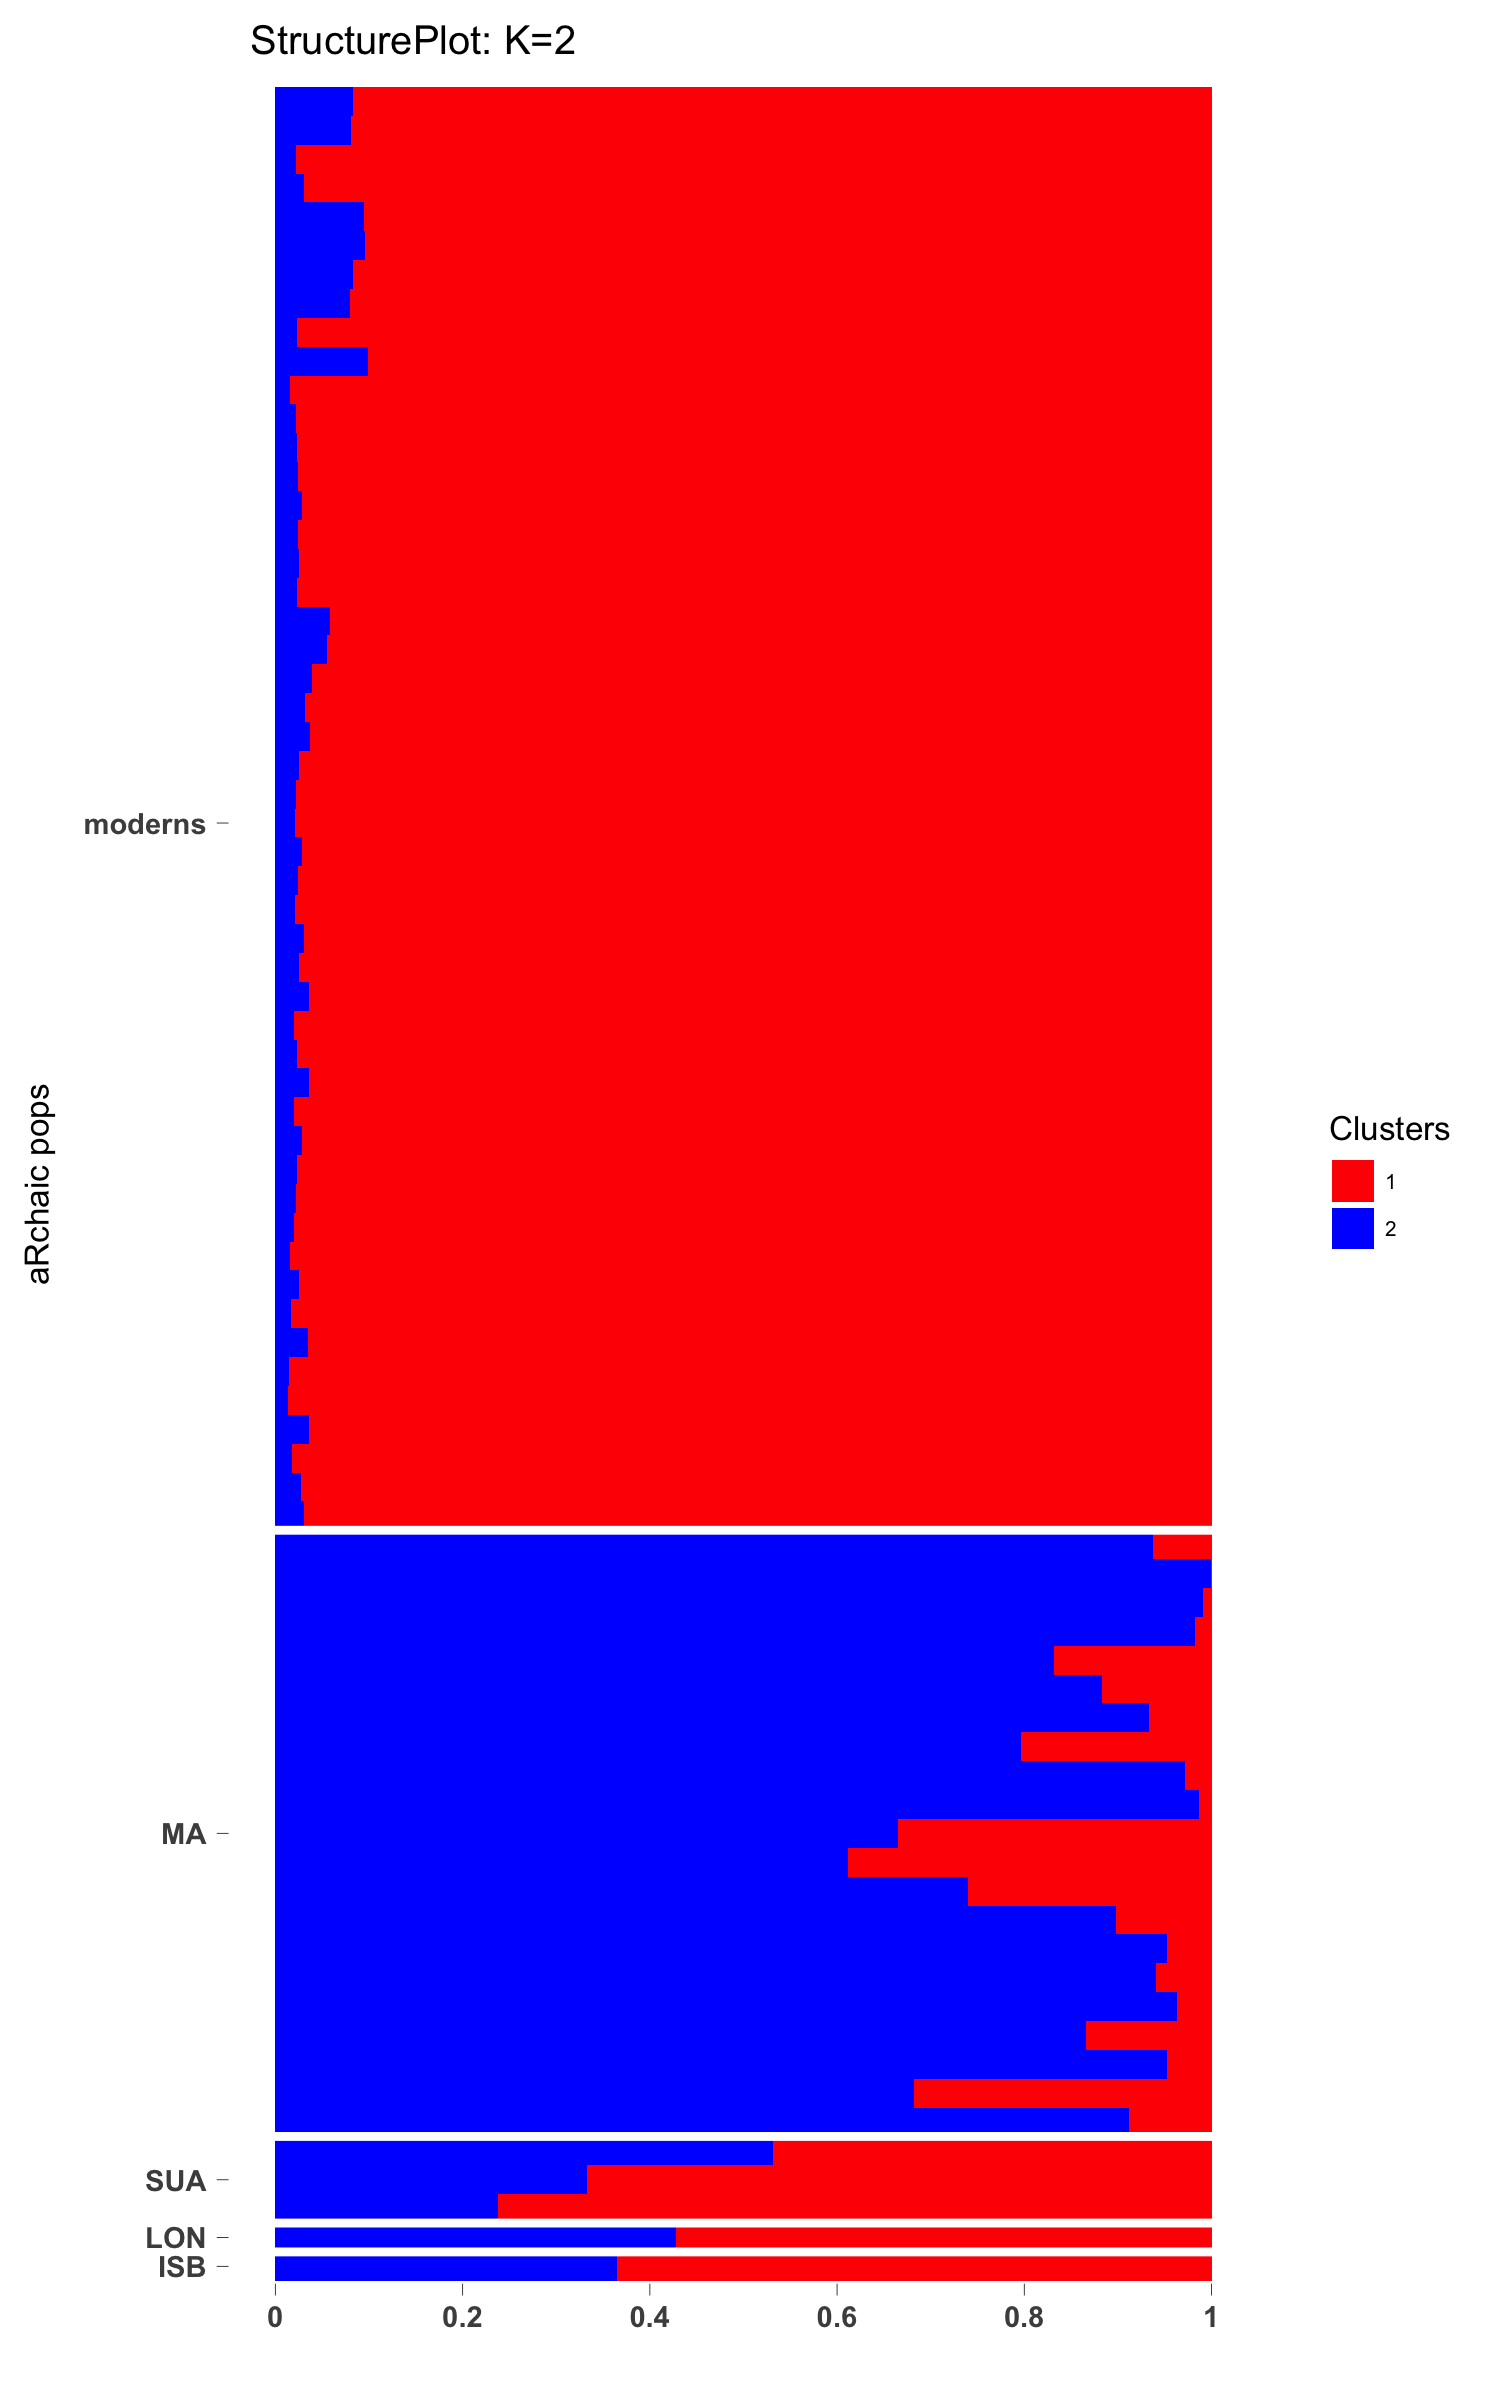 StructurePlot: K=2
moderns
aRchaic pops
Clusters
1
2
MA
SUA
LON
ISB
0 0.2 0.4 0.6 0.8 1